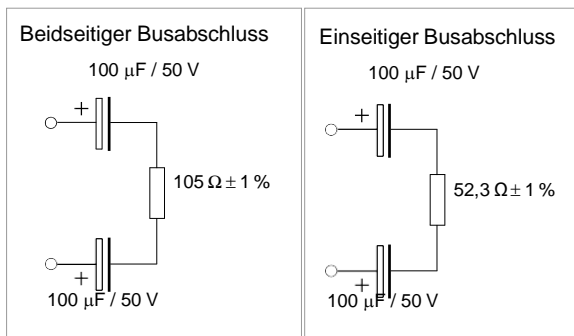 Beidseitiger Busabschluss
100 µF / 50 V
+
105 Ω ± 1 %
+
100 µF / 50 V
Einseitiger Busabschluss
100 µF / 50 V
+
52,3 Ω ± 1 %
+
100 µF / 50 V